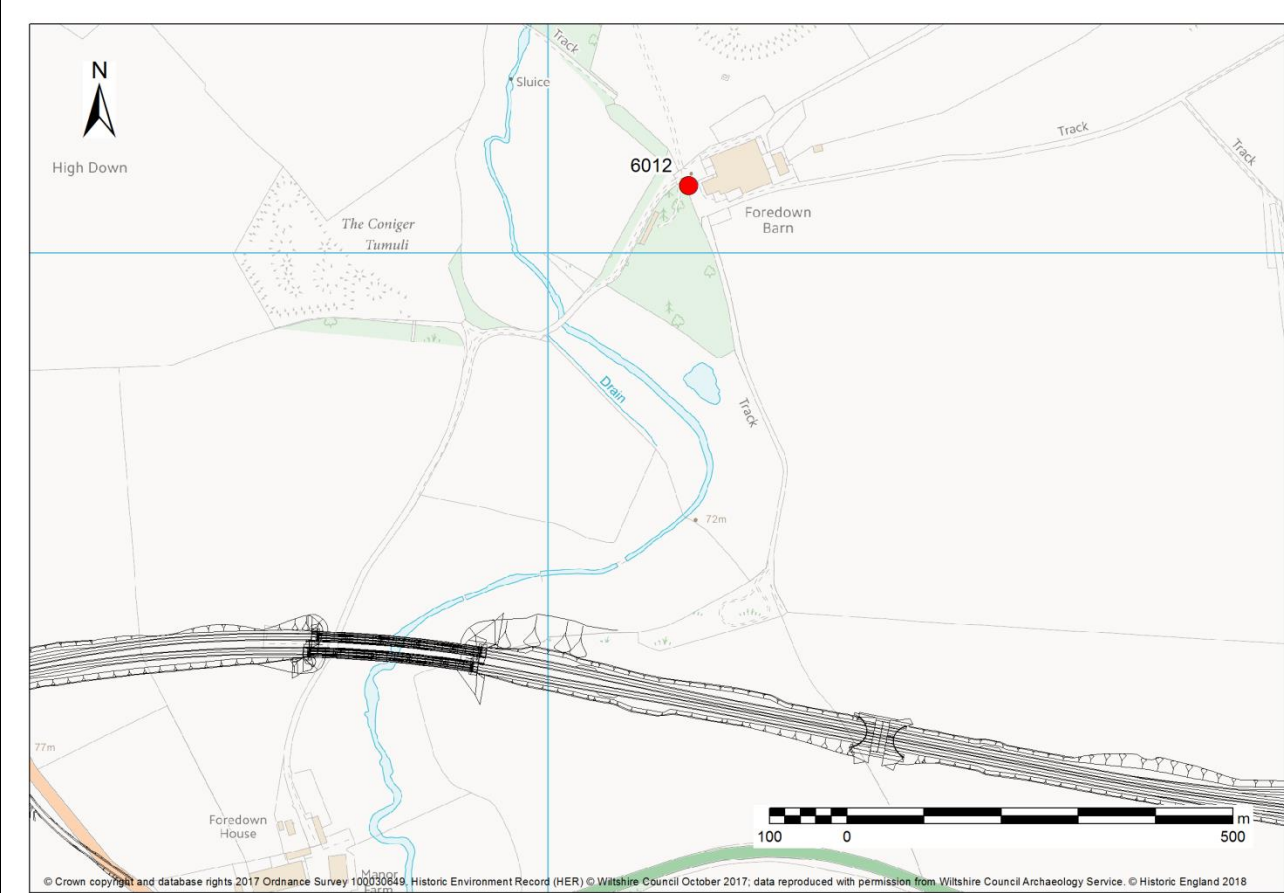 Track
N
Sluice
High Down
6012
Track
Track
The Coniger
Tumuli
Foredown
Barn
Drain
Track
72m
77m
Foredown
House
Manor
Farm
m
100 0 500
© Crown copyright and database rights 2017 Ordnance Survey 100030649, Historic Environment Record (HER) © Wiltshire Council October 2017; data reproduced with permission from Wiltshire Council Archaeology Service. © Historic England 2018